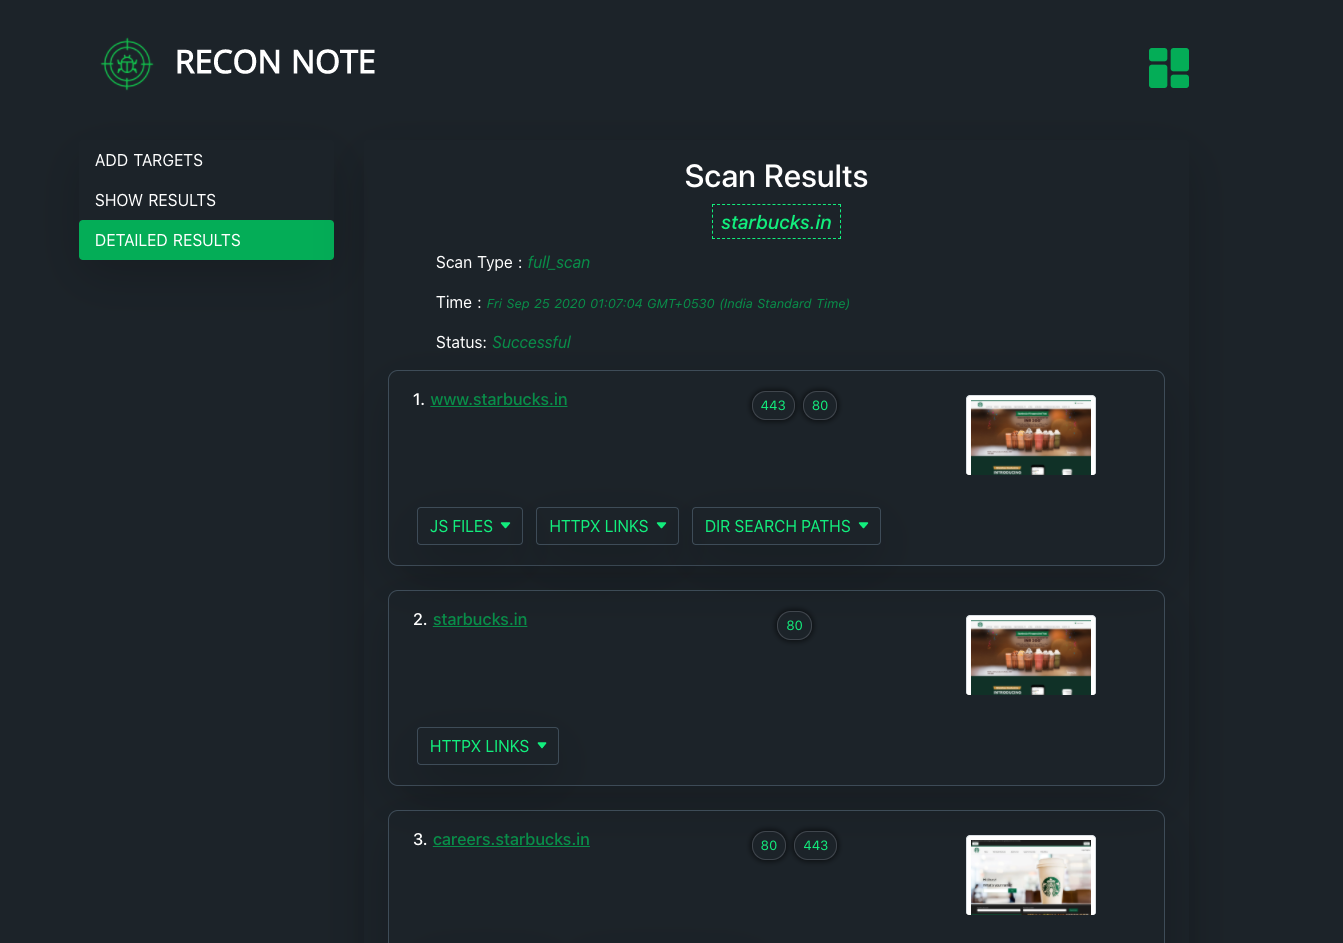 RECON NOTE
ADD TARGETS
SHOW RESULTS
DETAILED RESULTS
Scan Results
starbucks.in
Scan Type : full_scan
Time : Fri Sep 25 2020 01:07:04 GMT+0530 (India Standard Time)
Status: Successful
1. www.starbucks.in 443 80
JS FILES HTTPX LINKS DIR SEARCH PATHS
2. starbucks.in 80
HTTPX LINKS
3. careers.starbucks.in 80 443